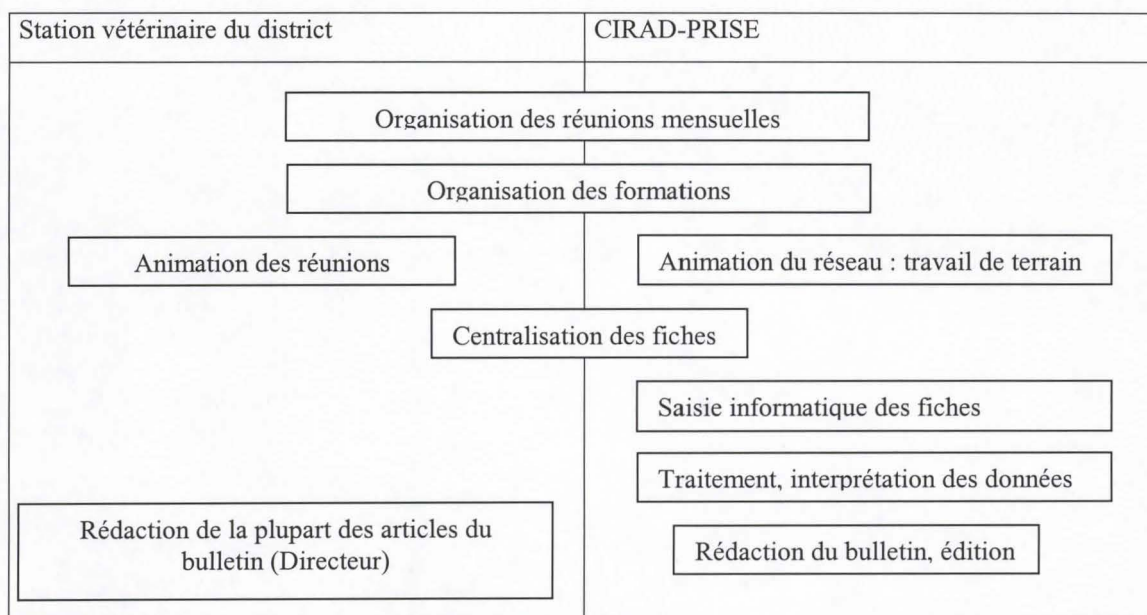 Station vétérinaire du district
CIRAD-PRISE
Organisation des réunions mensuelles
Organisation des formations
Animation des réunions
Animation du réseau : travail de terrain
Centralisation des fiches
Saisie informatique des fiches
Traitement, interprétation des données
Rédaction de la plupart des articles du
bulletin (Directeur)
Rédaction du bulletin, édition